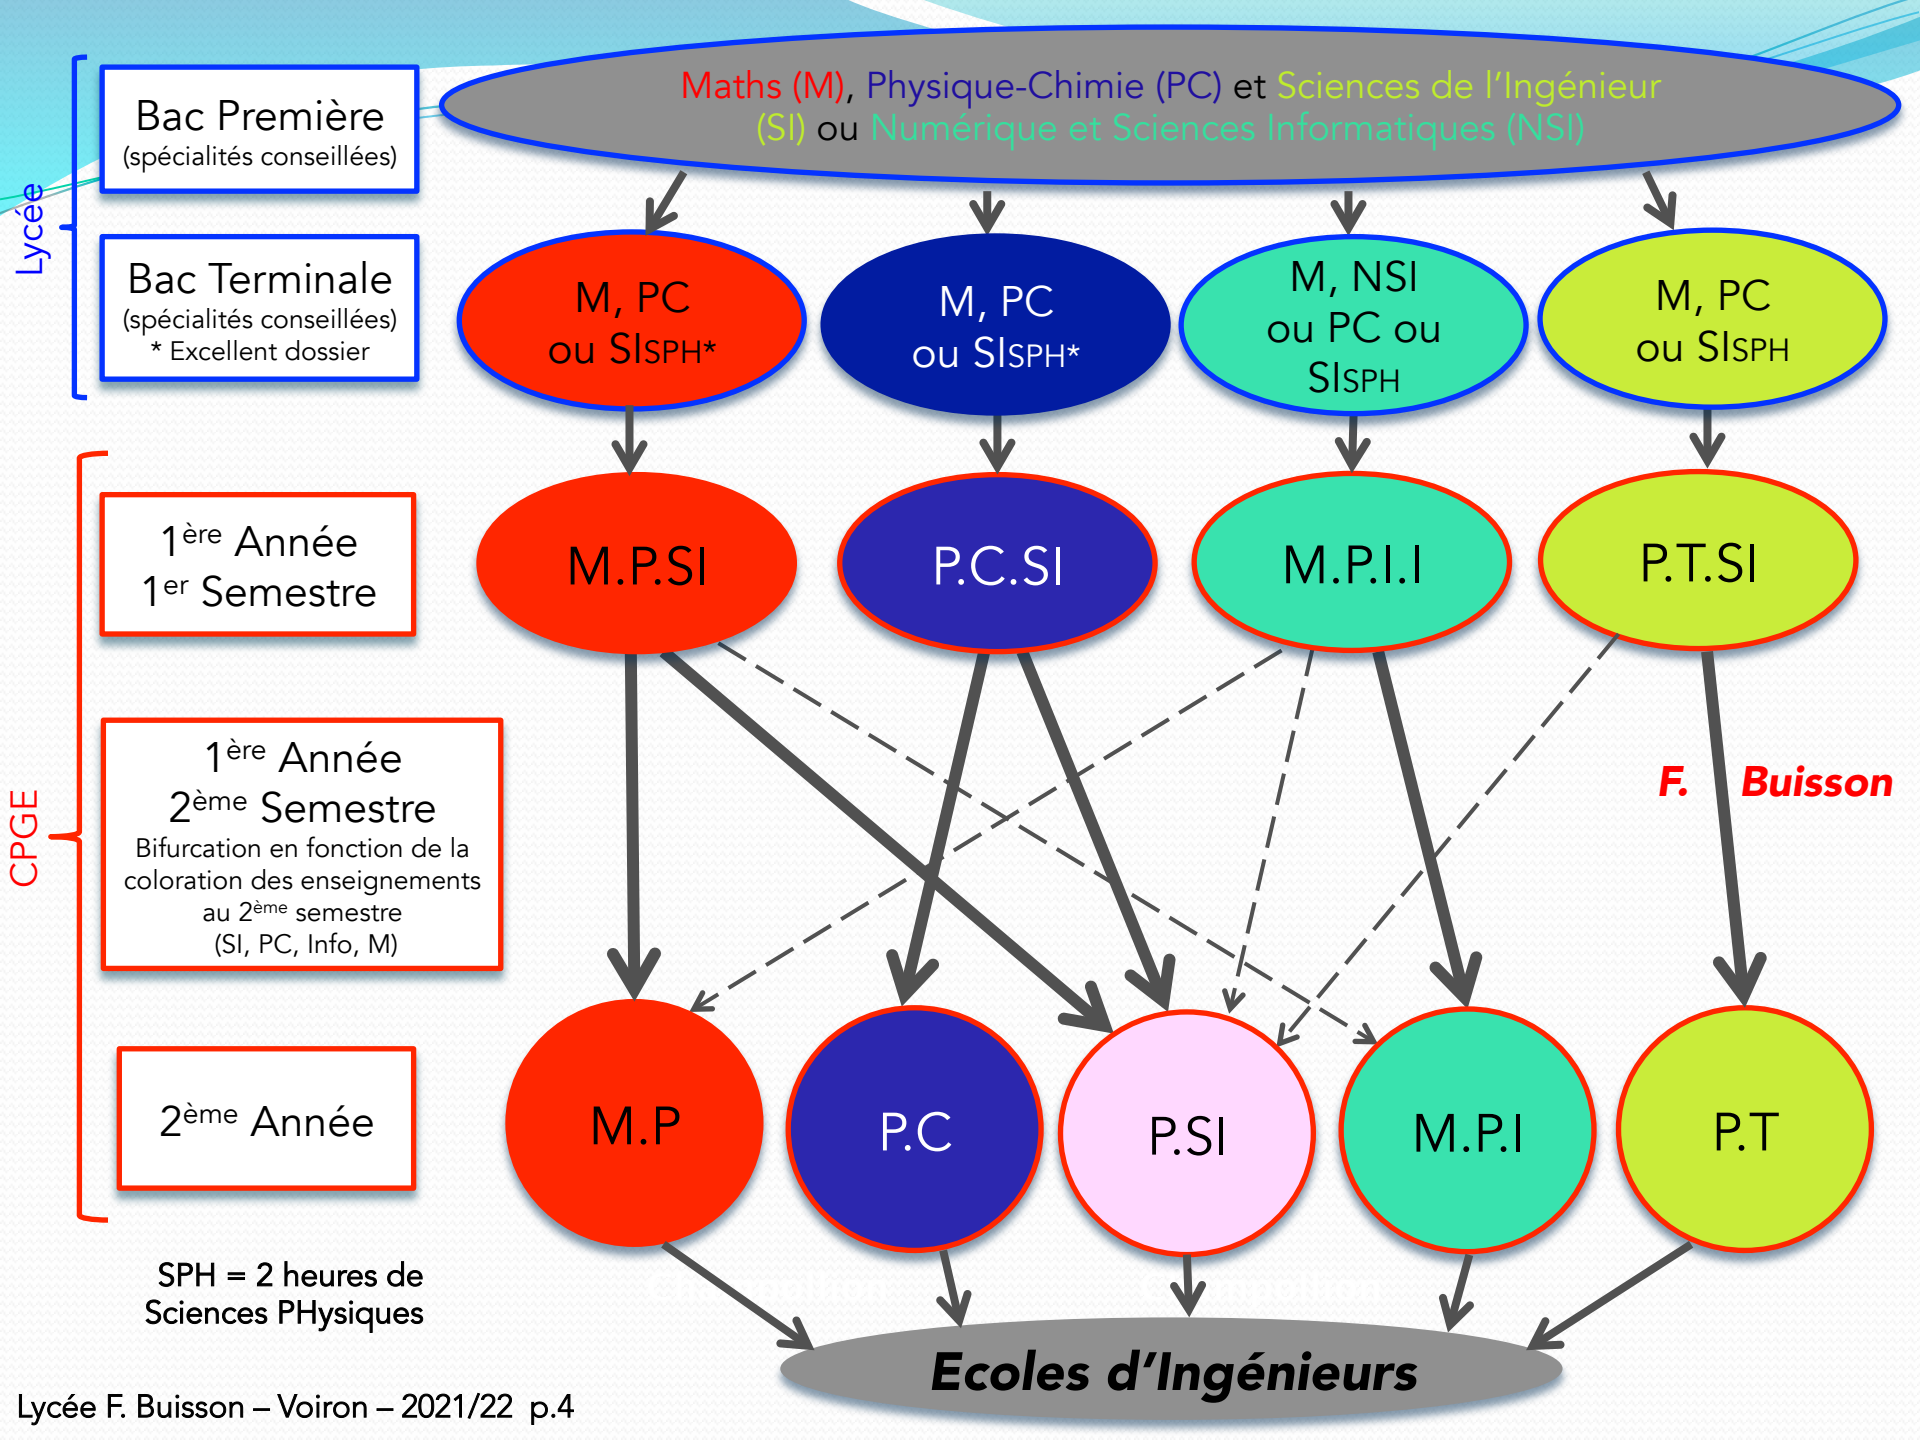 Maths (M), Physique-Chimie (PC) et Sciences de l'Ingénieur
(SI) ou Numérique et Sciences Informatiques (NSI)
Lycée
Bac Première
(spécialités conseillées)
Bac Terminale
(spécialités conseillées)
* Excellent dossier
M, PC
ou SISPH*
M, PC
ou SISPH*
M, NSI
ou PC ou
SISPH
M, PC
ou SISPH
CPGE
1ère Année
1er Semestre
M.P.SI
P.C.SI
M.P.I.I
P.T.SI
1ère Année
2ème Semestre
Bifurcation en fonction de la
coloration des enseignements
au 2ème semestre
(SI, PC, Info, M)
F. Buisson
2ème Année
M.P
P.C
P.SI
M.P.I
P.T
SPH = 2 heures de
Sciences PHysiques
Ecoles d'Ingénieurs
Lycée F. Buisson – Voiron – 2021/22 p.4